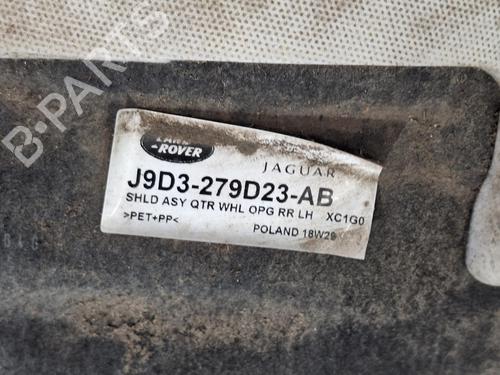 B-PARTS
LAND
ROVER
JAGUAR
J9D3-279D23-AB
SHLD ASY QTR WHL OPG RR LH XC1G0
>PET+PP<
POLAND 18W29